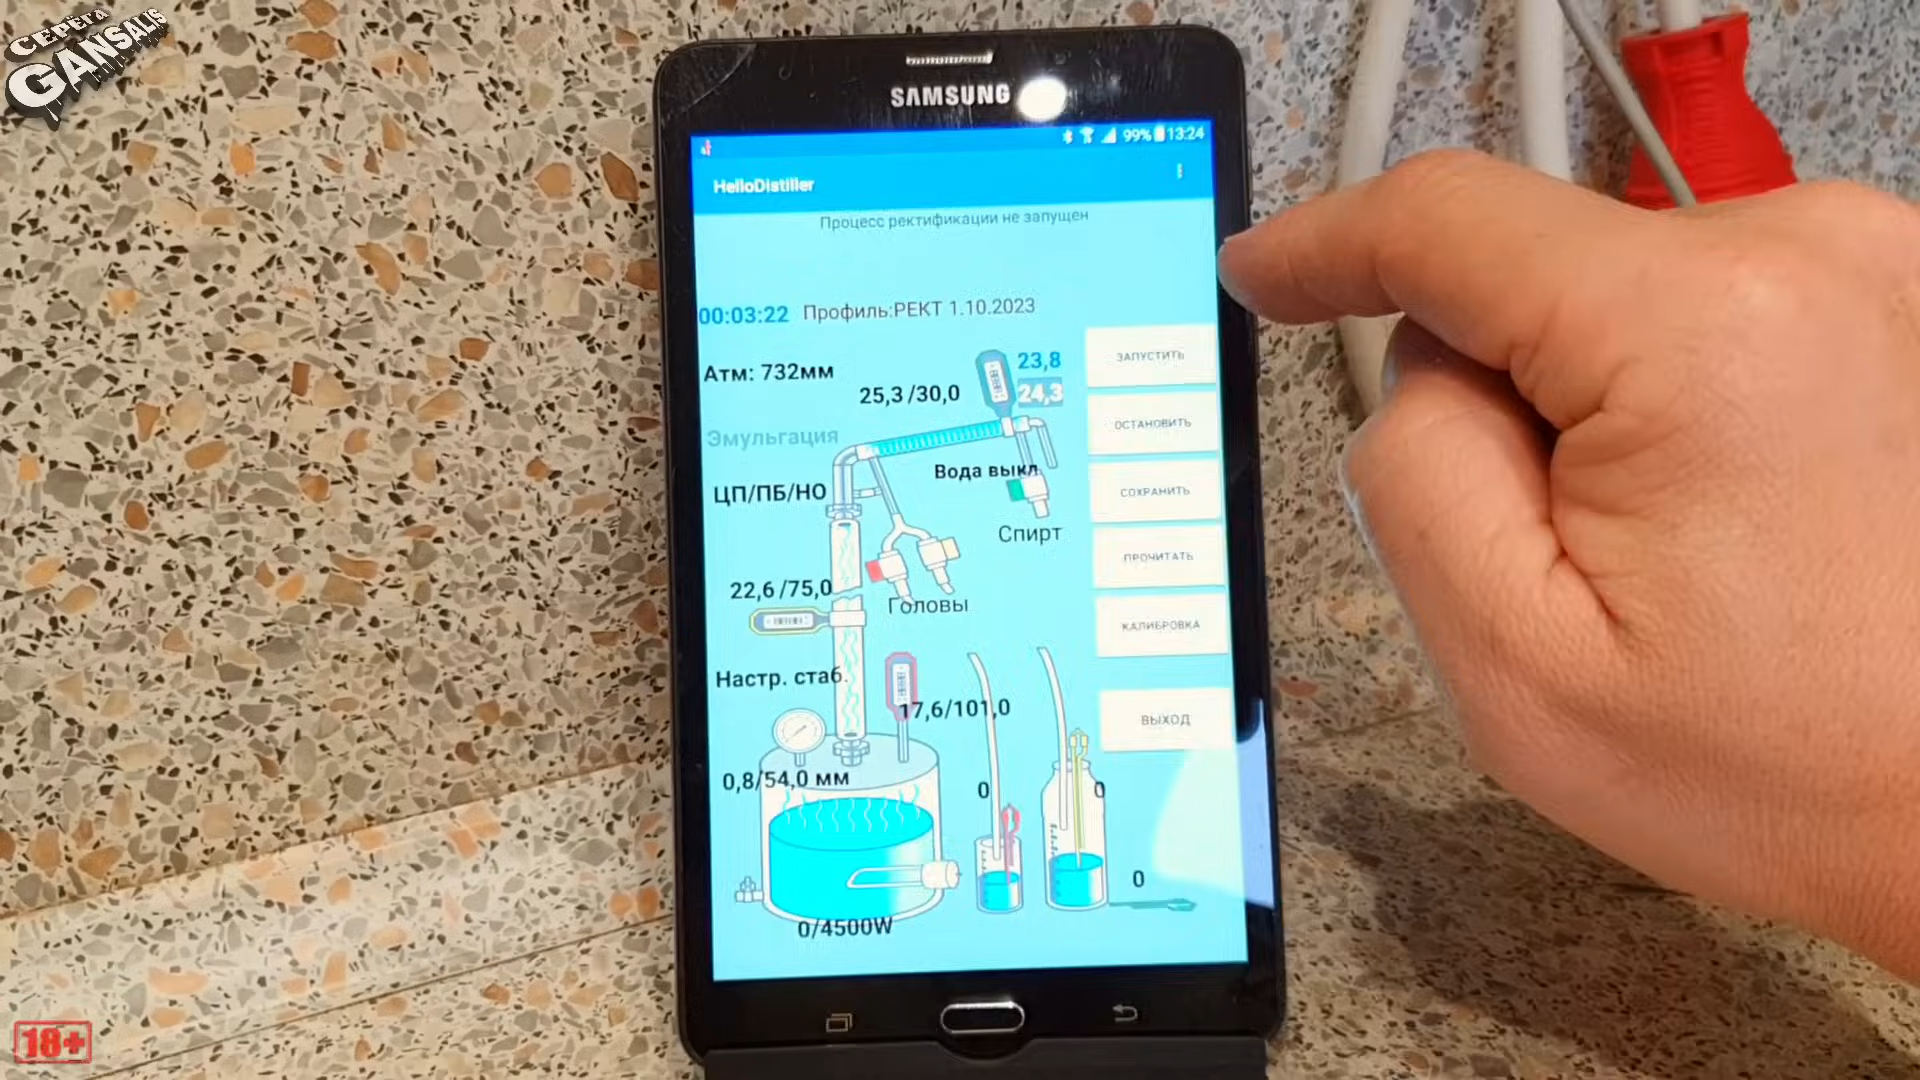 СЕРЁГА
GANSALIS
SAMSUNG
99% 13:24
HelloDistiller
Процесс ректификации не запущен
00:03:22 Профиль:РЕКТ 1.10.2023
Атм: 732мм
23,8
25,3/30,0
24,3
ЗАПУСТИТЬ
Эмульгация
ОСТАНОВИТЬ
Вода выкл
ЦП/ПБ/НО
СОХРАНИТЬ
Спирт
ПРОЧИТАТЬ
22,6/75,0
Головы
КАЛИБРОВКА
Настр. стаб.
17,6/101,0
ВЫХОД
0,8/54,0 мм
0
0
0
0/4500W
18+